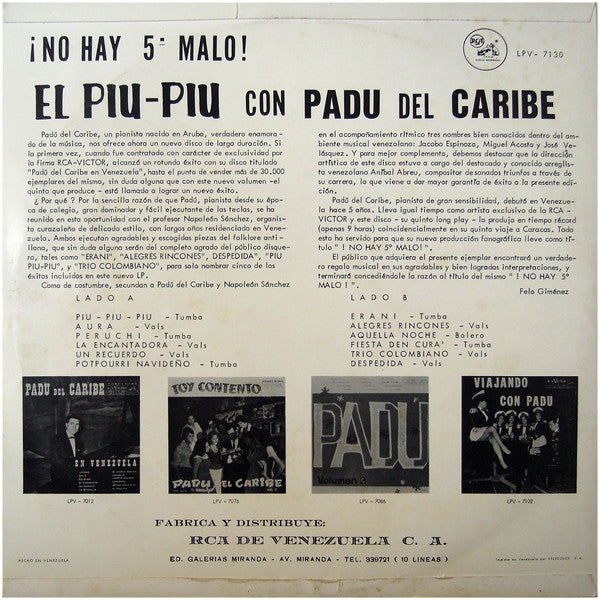 ¡NO HAY 5º MALO!
RCA
LPV - 7130
EL PIU-PIU CON PADU DEL CARIBE
Padú del Caribe, un pianista nacido en Aruba, verdadero enamora-
do de la música, nos ofrece ahora un nuevo disco de larga duración. Si
la primera vez, cuando fue contratado con carácter de exclusividad por
la firma RCA-VICTOR, alcanzó un rotundo éxito con su disco titulado
"Padú del Caribe en Venezuela", hasta el punto de vender más de 30.000
ejemplares del mismo, sin duda alguna que con este nuevo volumen -el
quinto que produce - está llamado a lograr un nuevo éxito.
¿ Por qué ? Por la sencilla razón de que Padú, pianista desde su épo-
ca de colegio, gran dominador y fácil ejecutante de las teclas, se ha
reunido en esta oportunidad con el profesor Napoleón Sánchez, organis-
ta curazaleño de delicado estilo, con largos años residenciado en Vene-
zuela. Ambos ejecutan agradables y escogidas piezas del folklore anti-
llano, que sin duda alguna serán del completo agrado del público disque-
ro, tales como "ERANI", "ALEGRES RINCONES", DESPEDIDA", "PIU
PIU-PIU", y "TRIO COLOMBIANO", para solo nombrar cinco de los
éxitos incluidos en este nuevo LP.
Como de costumbre, secundan a Padú del Caribe y Napoleón Sánchez
en el acompañamiento rítmico tres nombres bien conocidos dentro del am-
biente musical venezolano: Jacobo Espinoza, Miguel Acosta y José Ve-
lásquez. Y para mejor complemento, debemos destacar que la dirección
artística de este disco estuvo a cargo del destacado y conocido arreglis-
ta venezolano Aníbal Abreu, compositor de sonados triunfos a través de
su carrera, lo que viene a dar mayor garantía de éxito a la presente edi-
ción.
Padú del Caribe, pianista de gran sensibilidad, debutó en Venezue-
la hace 5 años. Lleva igual tiempo como artista exclusivo de la RCA -
VICTOR y este disco - su quinto long play - lo produjo en tiempo récord
(apenas 9 horas) coincidencialmente en su quinto viaje a Caracas. Todo
esto ha servido para que su nueva producción fonográfica lleve como tí-
tulo " ! NO HAY 5º MALO! ".
El público que adquiera el presente ejemplar encontrará un verdade-
ro regalo musical en sus agradables y bien logradas interpretaciones, y
terminará concediéndole la razón al título del mismo " ! NO HAY 5º
MALO ! ".
Felo Giménez
LADO A
PIU - PIU - PIU - Tumba
AURA - Vals
PERUCHI - Tumba
LA ENCANTADORA - Vals
UN RECUERDO - Vals
POTPOURRI NAVIDEÑO - Tumba
LADO B
ERANI - Tumba
ALEGRES RINCONES - Vals
AQUELLA NOCHE - Bolero
FIESTA DEN CURA' - Tumba
TRIO COLOMBIANO - Vals
DESPEDIDA - Vals
PADU DEL CARIBE
EN VENEZUELA
LPV - 7012
TOY CONTENTO
PADU DEL CARIBE
LPV - 7076
PADU
Volumen 3
LPV - 7086
VIAJANDO
CON PADU
LPV - 7102
FABRICA Y DISTRIBUYE:
RCA DE VENEZUELA C. A.
ED. GALERIAS MIRANDA - AV. MIRANDA - TEL. 339721 ( 10 LINEAS )
HECHO EN VENEZUELA